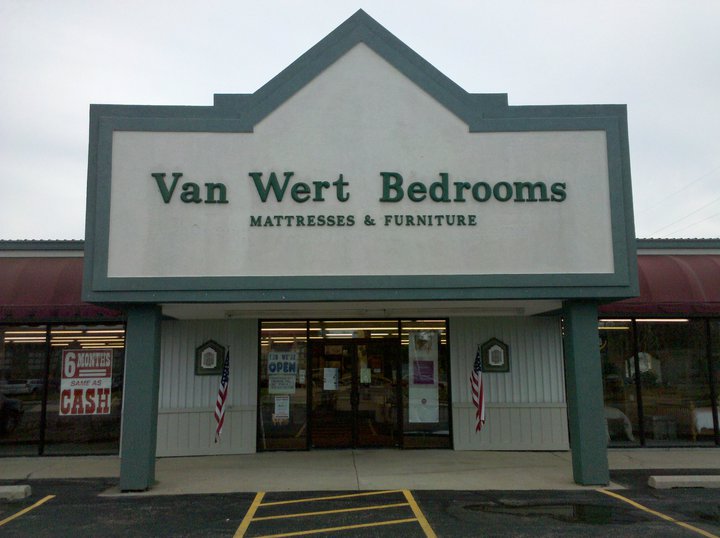 Van Wert Bedrooms
MATTRESSES & FURNITURE
6
MONTHS
SAME AS
CASH
OPEN